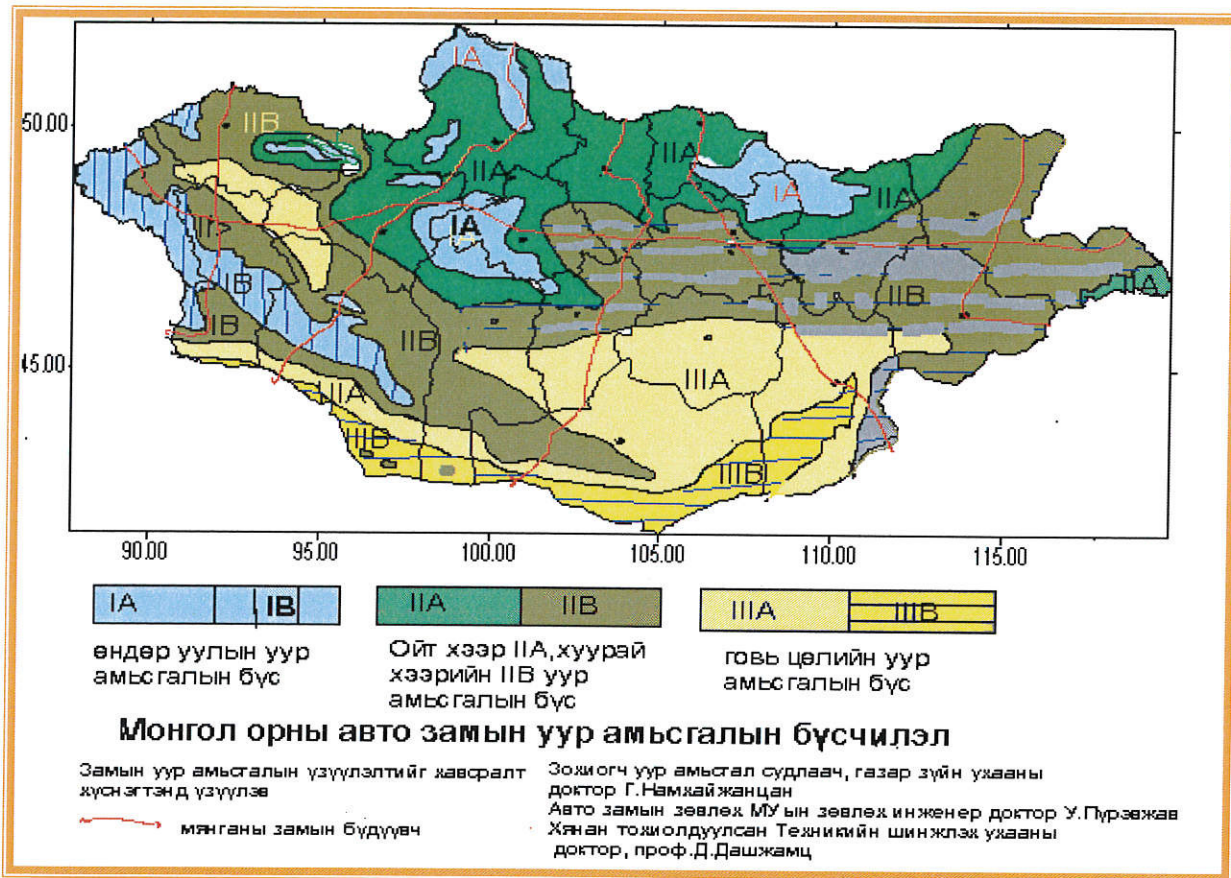 IA
50.00
IIB
IIA
IIA
IA
IIA
IA
II
IB
IIB
IIA
IIB
IIB
45.00
IIIA
IIIA
IIIB
IIIB
90.00 95.00 100.00 105.00 110.00 115.00
IA IB IIA IIB IIIA IIIB
өндөр уулын уур
амьсгалын бүс
Ойт хээр IIA, хуурай
хээрийн IIB уур
амьсгалын бүс
говь цөлийн уур
амьсгалын бүс
Монгол орны авто замын уур амьсгалын бүсчилэл
Замын уур амьсгалын үзүүлэлтийг хавсралт
хүснэгтэнд үзүүлэв
мянганы замын бүдүүвч
Зохиогч уур амьстал судлаач, газар зүйн ухааны
доктор Г.Намхайжанцан
Авто замын зөвлөх МУ ын зөвлөх инженер доктор У.Пүрэвжав
Хянан тохиолдуулсан Техникийн шинжлэх ухааны
доктор, проф.Д.Дашжамц